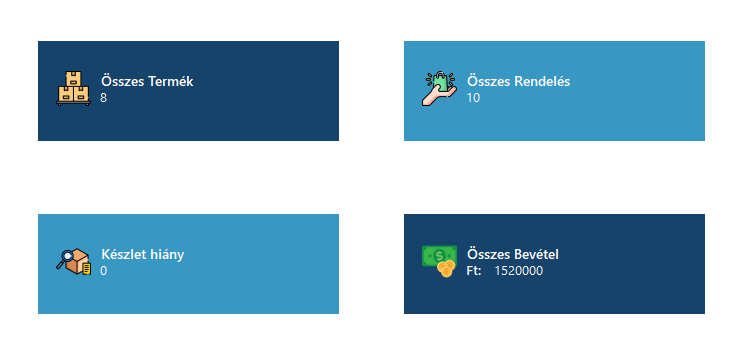 Összes Termék
8
Összes Rendelés
10
Készlet hiány
0
Összes Bevétel
Ft: 1520000